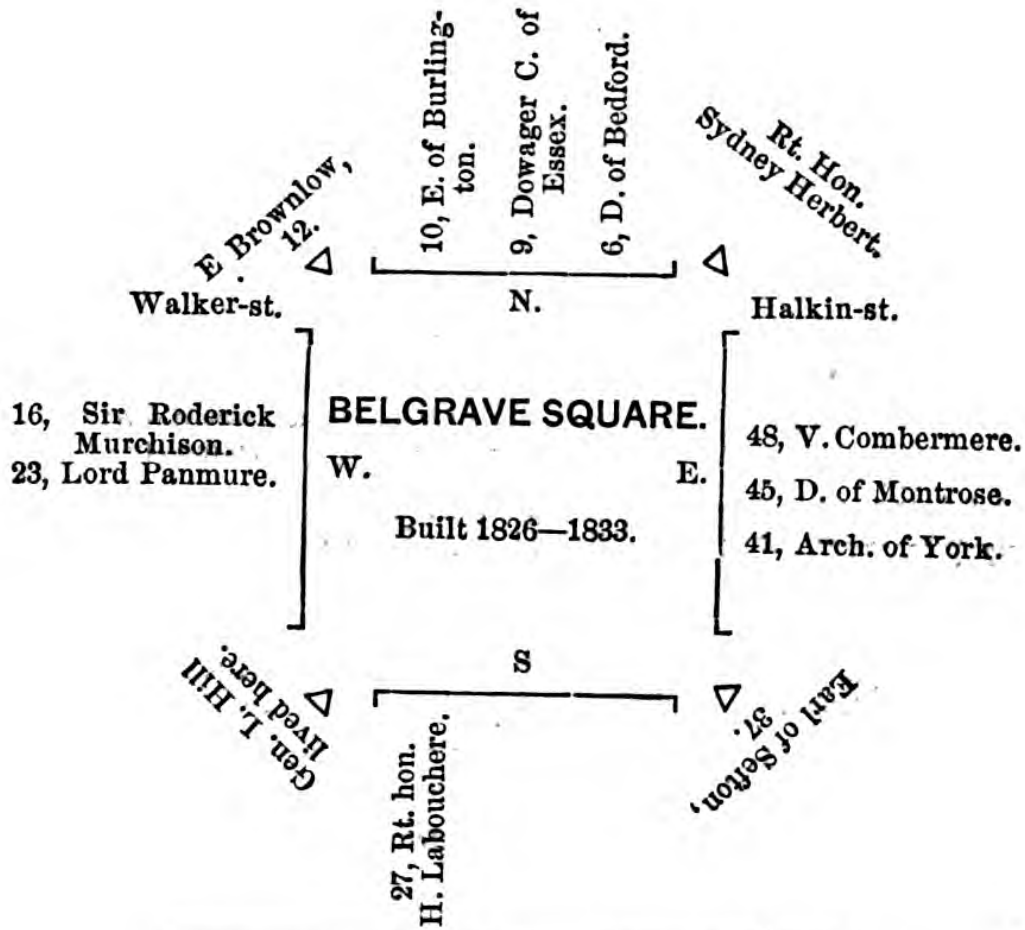 E Brownlow,
12.
10, E. of Burling-
ton.
9, Dowager C. of
Essex.
6, D. of Bedford.
Rt. Hon.
Sydney Herbert.
Walker-st.
N.
Halkin-st.
16, Sir Roderick
Murchison.
23, Lord Panmure.
BELGRAVE SQUARE.
W.
E.
Built 1826—1833.
48, V. Combermere.
45, D. of Montrose.
41, Arch. of York.
Gen. L. Hill
lived here.
S
27, Rt. hon.
H. Labouchere.
Earl of Sefton,
37.